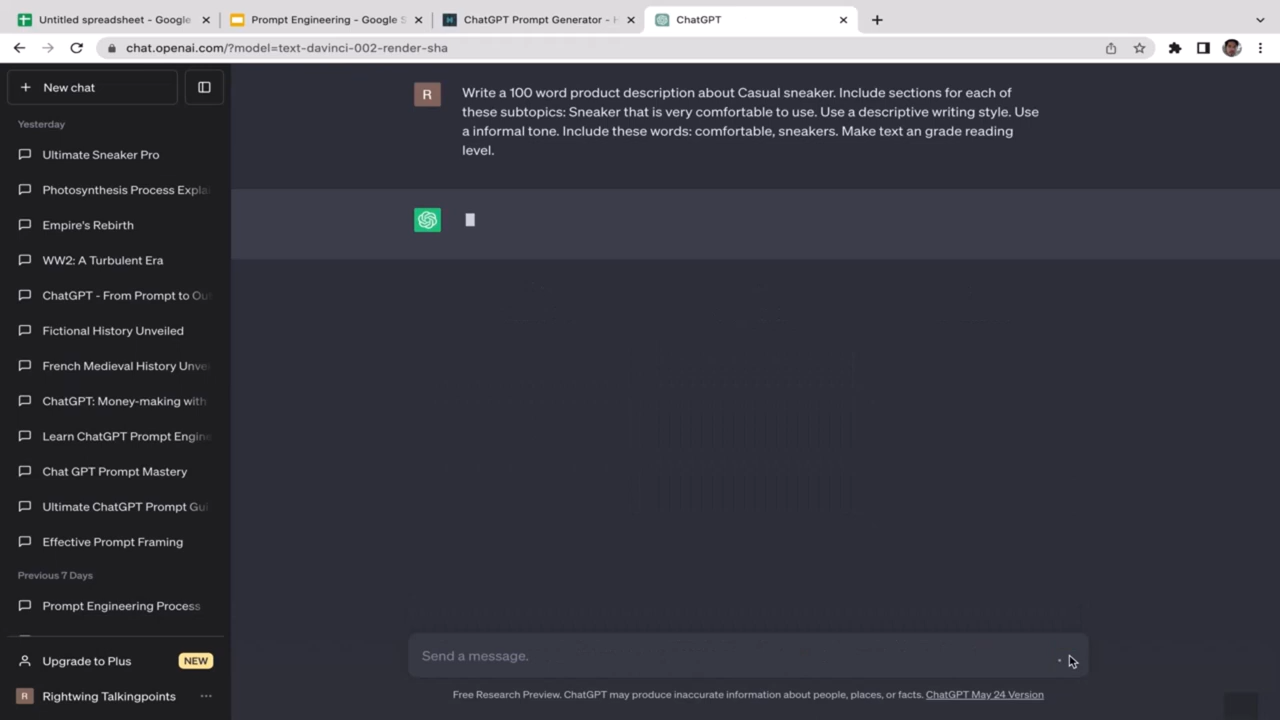 Untitled spreadsheet - Google
Prompt Engineering - Google S
ChatGPT Prompt Generator - H
ChatGPT
chat.openai.com/?model=text-davinci-002-render-sha
New chat
Yesterday
Ultimate Sneaker Pro
Photosynthesis Process Expla
Empire's Rebirth
WW2: A Turbulent Era
ChatGPT - From Prompt to Ou
Fictional History Unveiled
French Medieval History Unve
ChatGPT: Money-making with
Learn ChatGPT Prompt Engine
Chat GPT Prompt Mastery
Ultimate ChatGPT Prompt Gui
Effective Prompt Framing
Previous 7 Days
Prompt Engineering Process
Upgrade to Plus NEW
R Rightwing Talkingpoints
R
Write a 100 word product description about Casual sneaker. Include sections for each of
these subtopics: Sneaker that is very comfortable to use. Use a descriptive writing style. Use
a informal tone. Include these words: comfortable, sneakers. Make text an grade reading
level.
Send a message.
Free Research Preview. ChatGPT may produce inaccurate information about people, places, or facts. ChatGPT May 24 Version